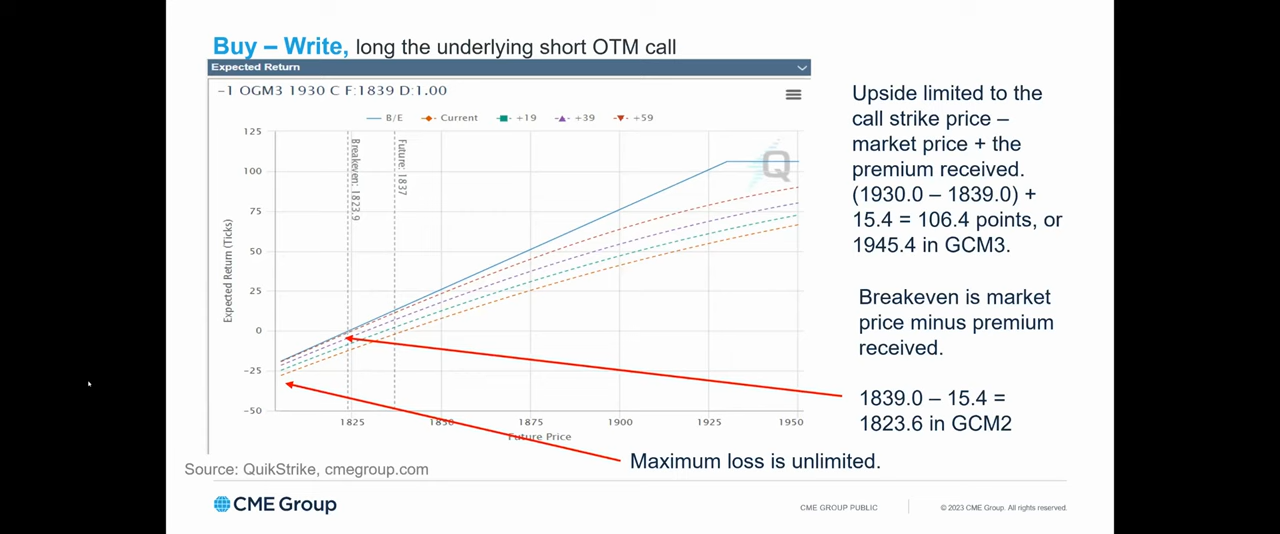 Buy – Write, long the underlying short OTM call
Expected Return
−1 OGM3 1930 C F:1839 D:1.00
B/E Current +19 +39 +59
125
100
75
50
25
0
−25
−50
Expected Return (Ticks)
Breakeven: 1823.9
Future: 1837
Q
1825 1850 1875 1900 1925 1950
Future Price
Upside limited to the
call strike price –
market price + the
premium received.
(1930.0 – 1839.0) +
15.4 = 106.4 points, or
1945.4 in GCM3.
Breakeven is market
price minus premium
received.
1839.0 – 15.4 =
1823.6 in GCM2
Maximum loss is unlimited.
Source: QuikStrike, cmegroup.com
CME Group
CME GROUP PUBLIC
© 2023 CME Group. All rights reserved.